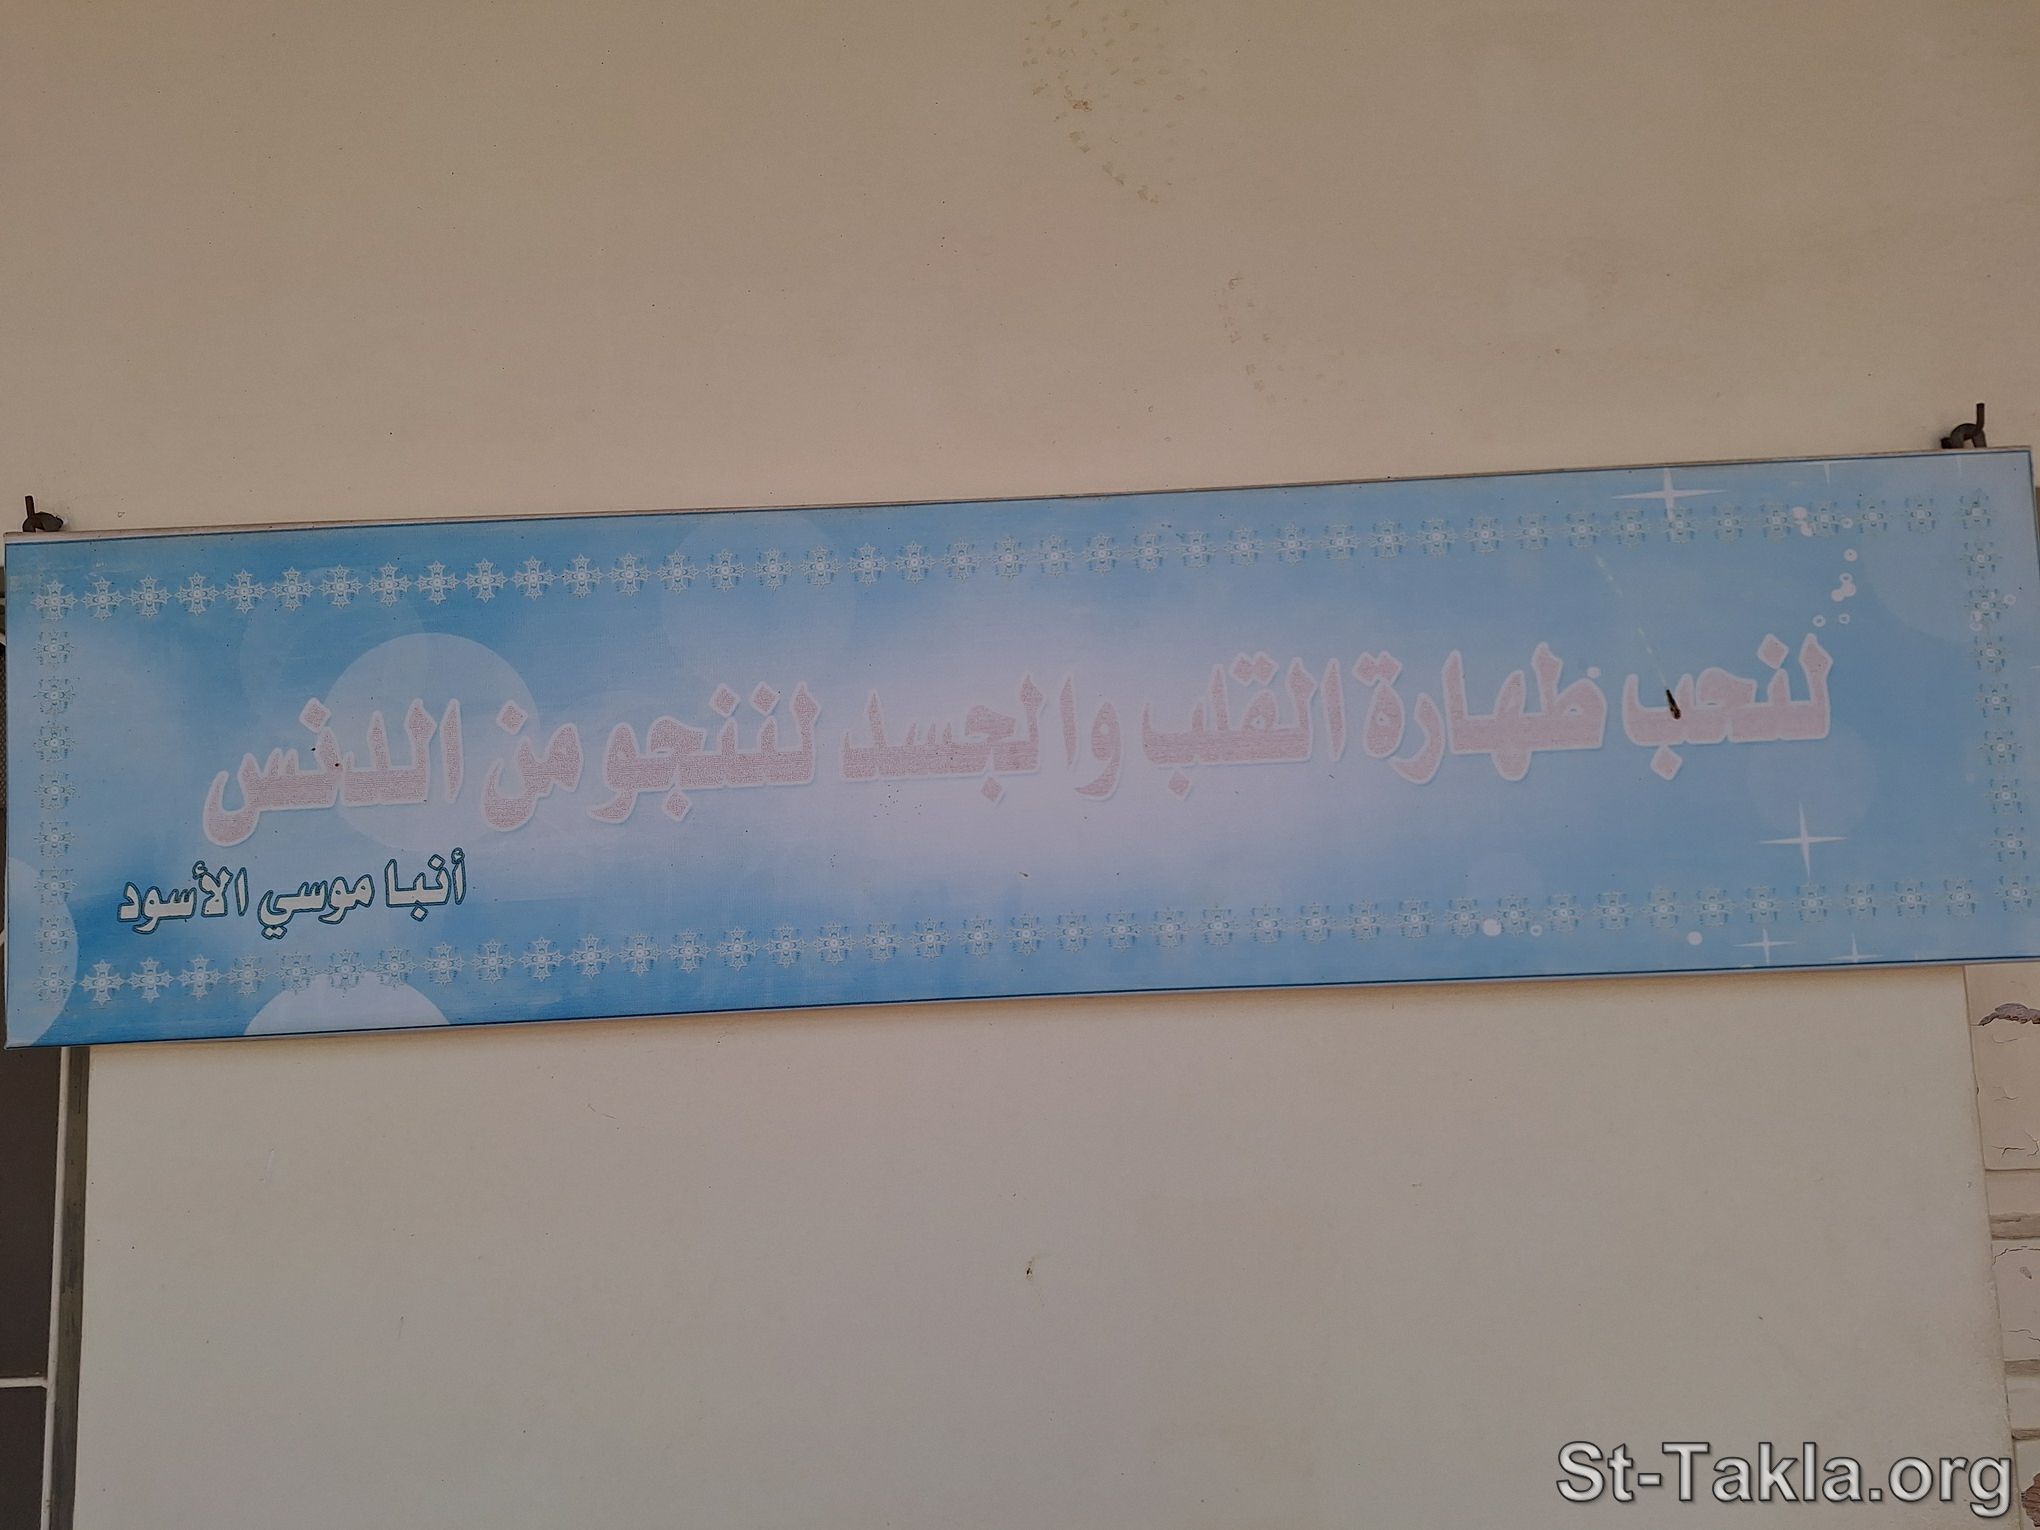 لنحب طهارة القلب والجسد لننجو من الدنس
أنبا موسي الأسود
St-Takla.org